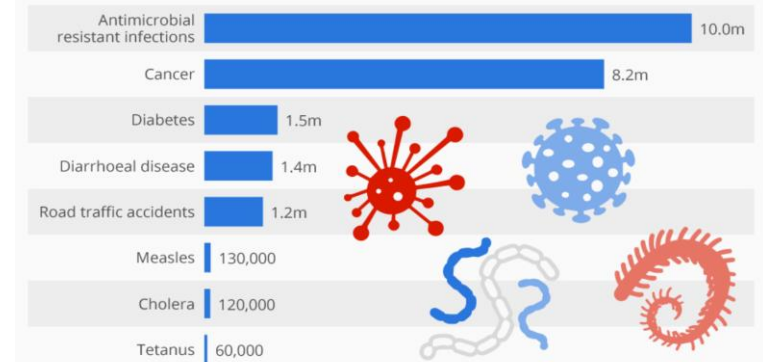 Antimicrobial
resistant infections 10.0m
Cancer 8.2m
Diabetes 1.5m
Diarrhoeal disease 1.4m
Road traffic accidents 1.2m
Measles 130,000
Cholera 120,000
Tetanus 60,000